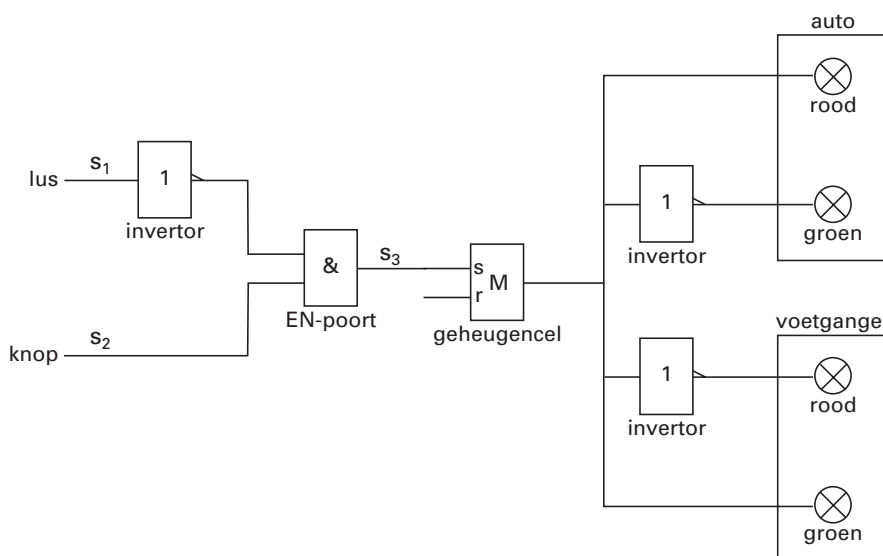 auto
rood
s₁
lus
1
invertor
1
invertor
groen
&
EN-poort
s₃
s
r
M
geheugencel
voetgange
knop
s₂
1
invertor
rood
groen